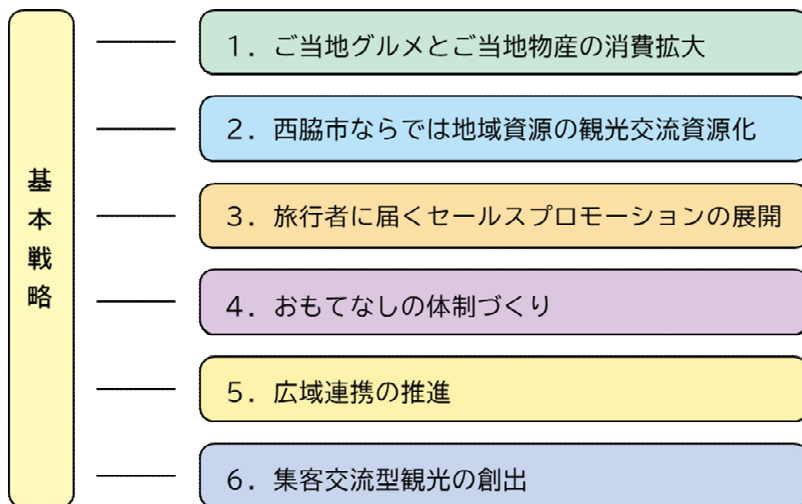 基本戦略
1．ご当地グルメとご当地物産の消費拡大
2．西脇市ならでは地域資源の観光交流資源化
3．旅行者に届くセールスプロモーションの展開
4．おもてなしの体制づくり
5．広域連携の推進
6．集客交流型観光の創出